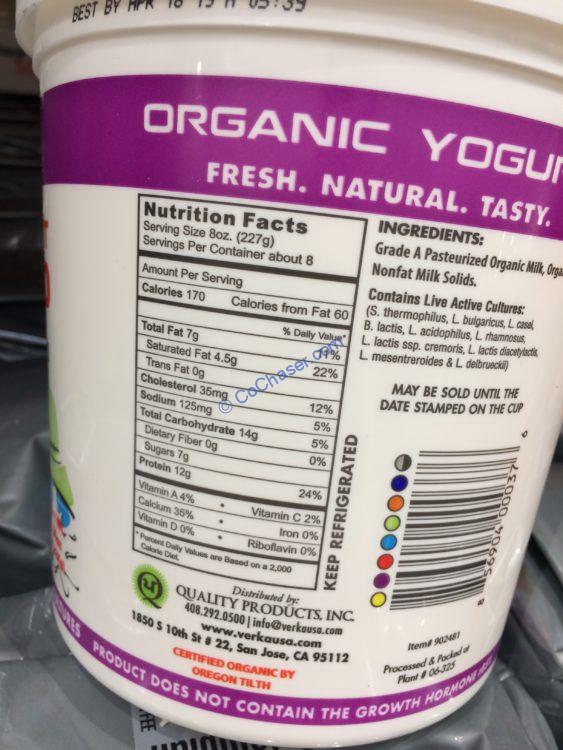 BEST BY APR 18 19 A 05:39
ORGANIC YOGUR
FRESH. NATURAL. TASTY.
Nutrition Facts
Serving Size 8oz. (227g)
Servings Per Container about 8
Amount Per Serving
Calories 170 Calories from Fat 60
% Daily Value*
Total Fat 7g 11%
Saturated Fat 4.5g 22%
Trans Fat 0g
Cholesterol 35mg 12%
Sodium 125mg 5%
Total Carbohydrate 14g 5%
Dietary Fiber 0g 0%
Sugars 7g
Protein 12g 24%
Vitamin A 4% • Vitamin C 2%
Calcium 35% • Iron 0%
Vitamin D 0% • Riboflavin 0%
* Percent Daily Values are Based on a 2,000
Calorie Diet.
KEEP REFRIGERATED
INGREDIENTS:
Grade A Pasteurized Organic Milk, Orga
Nonfat Milk Solids.
Contains Live Active Cultures:
(S. thermophilus, L. bulgaricus, L. casei,
B. lactis, L. acidophilus, L. rhamnosus,
L. lactis ssp. cremoris, L. lactis diacetylactis,
L. mesentreroides & L. delbrueckii)
MAY BE SOLD UNTIL THE
DATE STAMPED ON THE CUP
8 56904 00037 6
Item# 902481
Processed & Packed at
Plant # 06-325
Distributed by:
QUALITY PRODUCTS, INC.
408.292.0500 | info@verkausa.com
www.verkausa.com
1850 S 10th St # 22, San Jose, CA 95112
CERTIFIED ORGANIC BY
OREGON TILTH
PRODUCT DOES NOT CONTAIN THE GROWTH HORMONE
© CoChaser.com